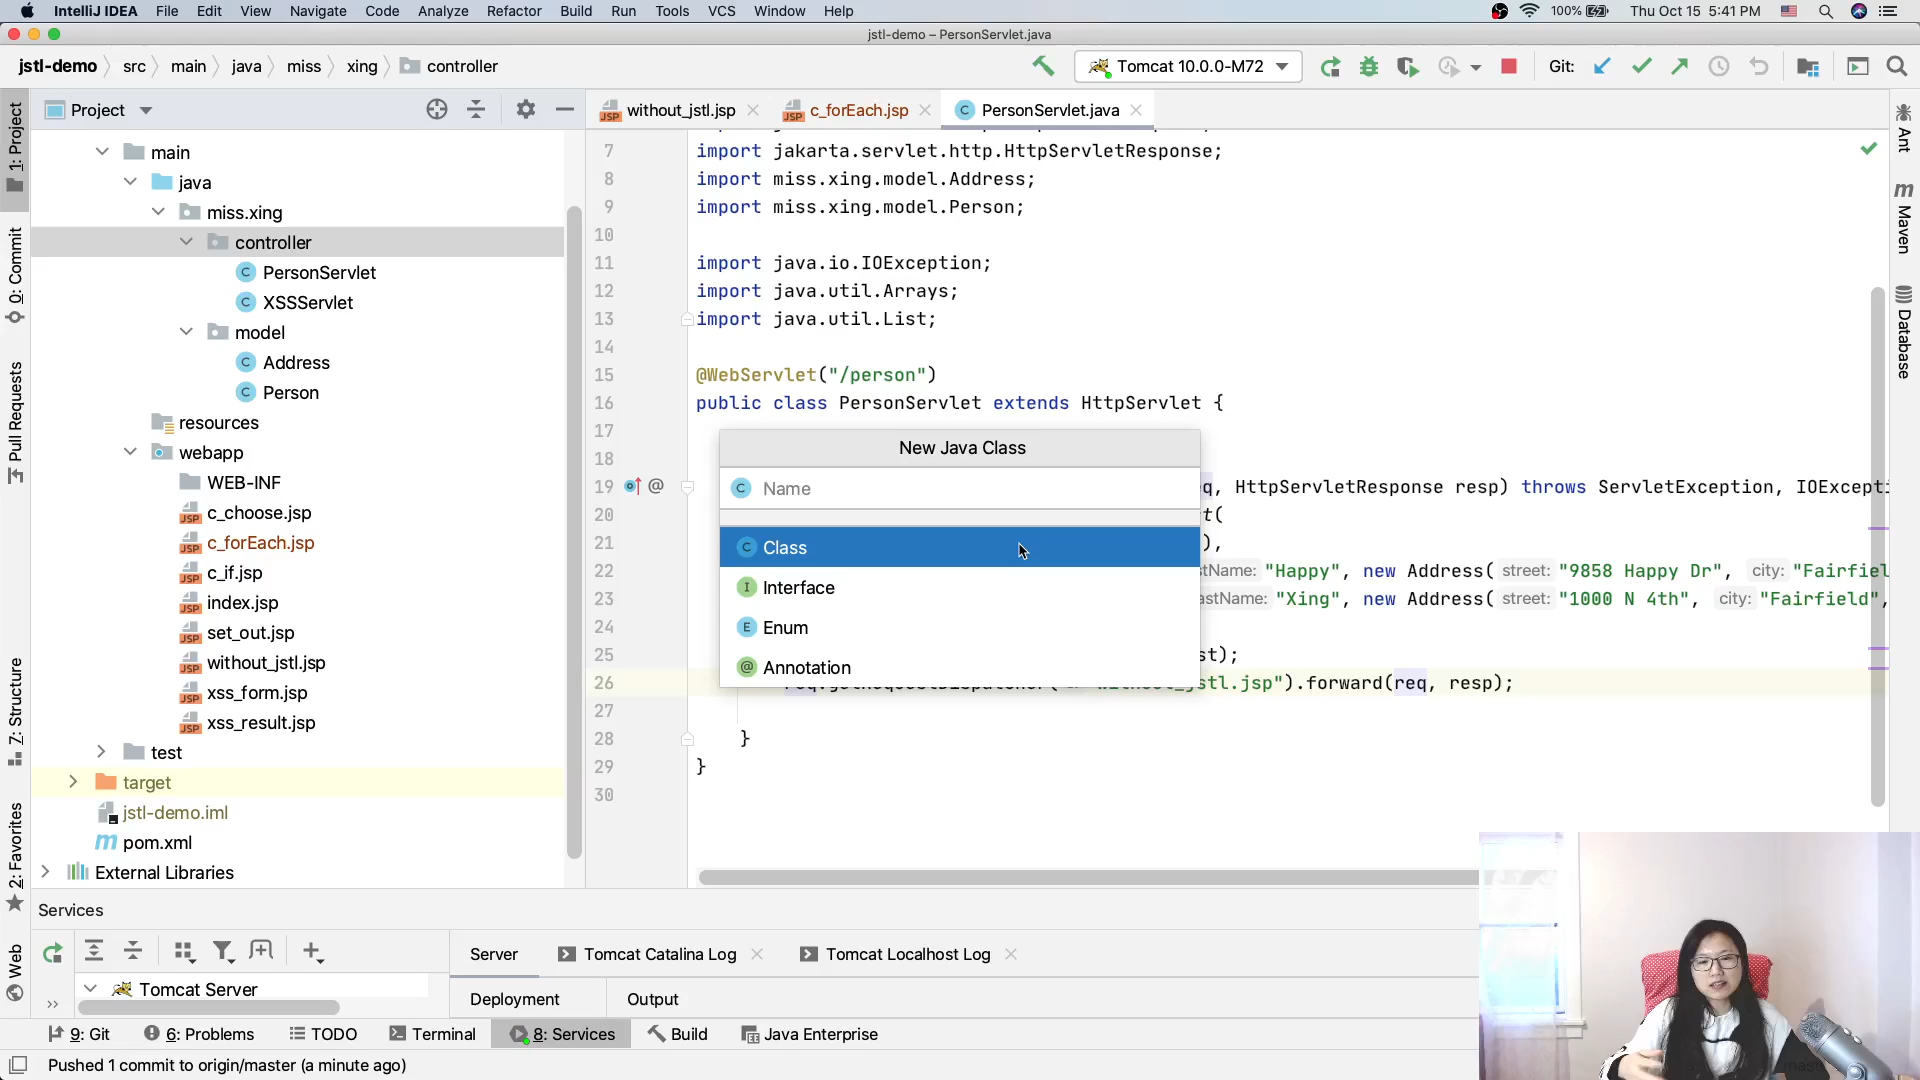 IntelliJ IDEA File Edit View Navigate Code Analyze Refactor Build Run Tools VCS Window Help 100% Thu Oct 15 5:41 PM
jstl-demo – PersonServlet.java
jstl-demo src main java miss xing controller Tomcat 10.0.0-M72 Git:
Project without_jstl.jsp c_forEach.jsp PersonServlet.java
1: Project
0: Commit
Pull Requests
7: Structure
2: Favorites
Web
main
java
miss.xing
controller
PersonServlet
XSSServlet
model
Address
Person
resources
webapp
WEB-INF
c_choose.jsp
c_forEach.jsp
c_if.jsp
index.jsp
set_out.jsp
without_jstl.jsp
xss_form.jsp
xss_result.jsp
test
target
jstl-demo.iml
pom.xml
External Libraries
7 import jakarta.servlet.http.HttpServletResponse;
8 import miss.xing.model.Address;
9 import miss.xing.model.Person;
10
11 import java.io.IOException;
12 import java.util.Arrays;
13 import java.util.List;
14
15 @WebServlet("/person")
16 public class PersonServlet extends HttpServlet {
17
18
19 @ q, HttpServletResponse resp) throws ServletException, IOExcepti
20 t(
21 ),
22 stName: "Happy", new Address( street: "9858 Happy Dr", city: "Fairfiel
23 astName: "Xing", new Address( street: "1000 N 4th", city: "Fairfield",
24
25 st);
26 stl.jsp").forward(req, resp);
27
28 }
29 }
30
New Java Class
Name
Class
Interface
Enum
Annotation
Ant
Maven
Database
Services
Server Tomcat Catalina Log Tomcat Localhost Log
Tomcat Server Deployment Output
9: Git 6: Problems TODO Terminal 8: Services Build Java Enterprise
Pushed 1 commit to origin/master (a minute ago)